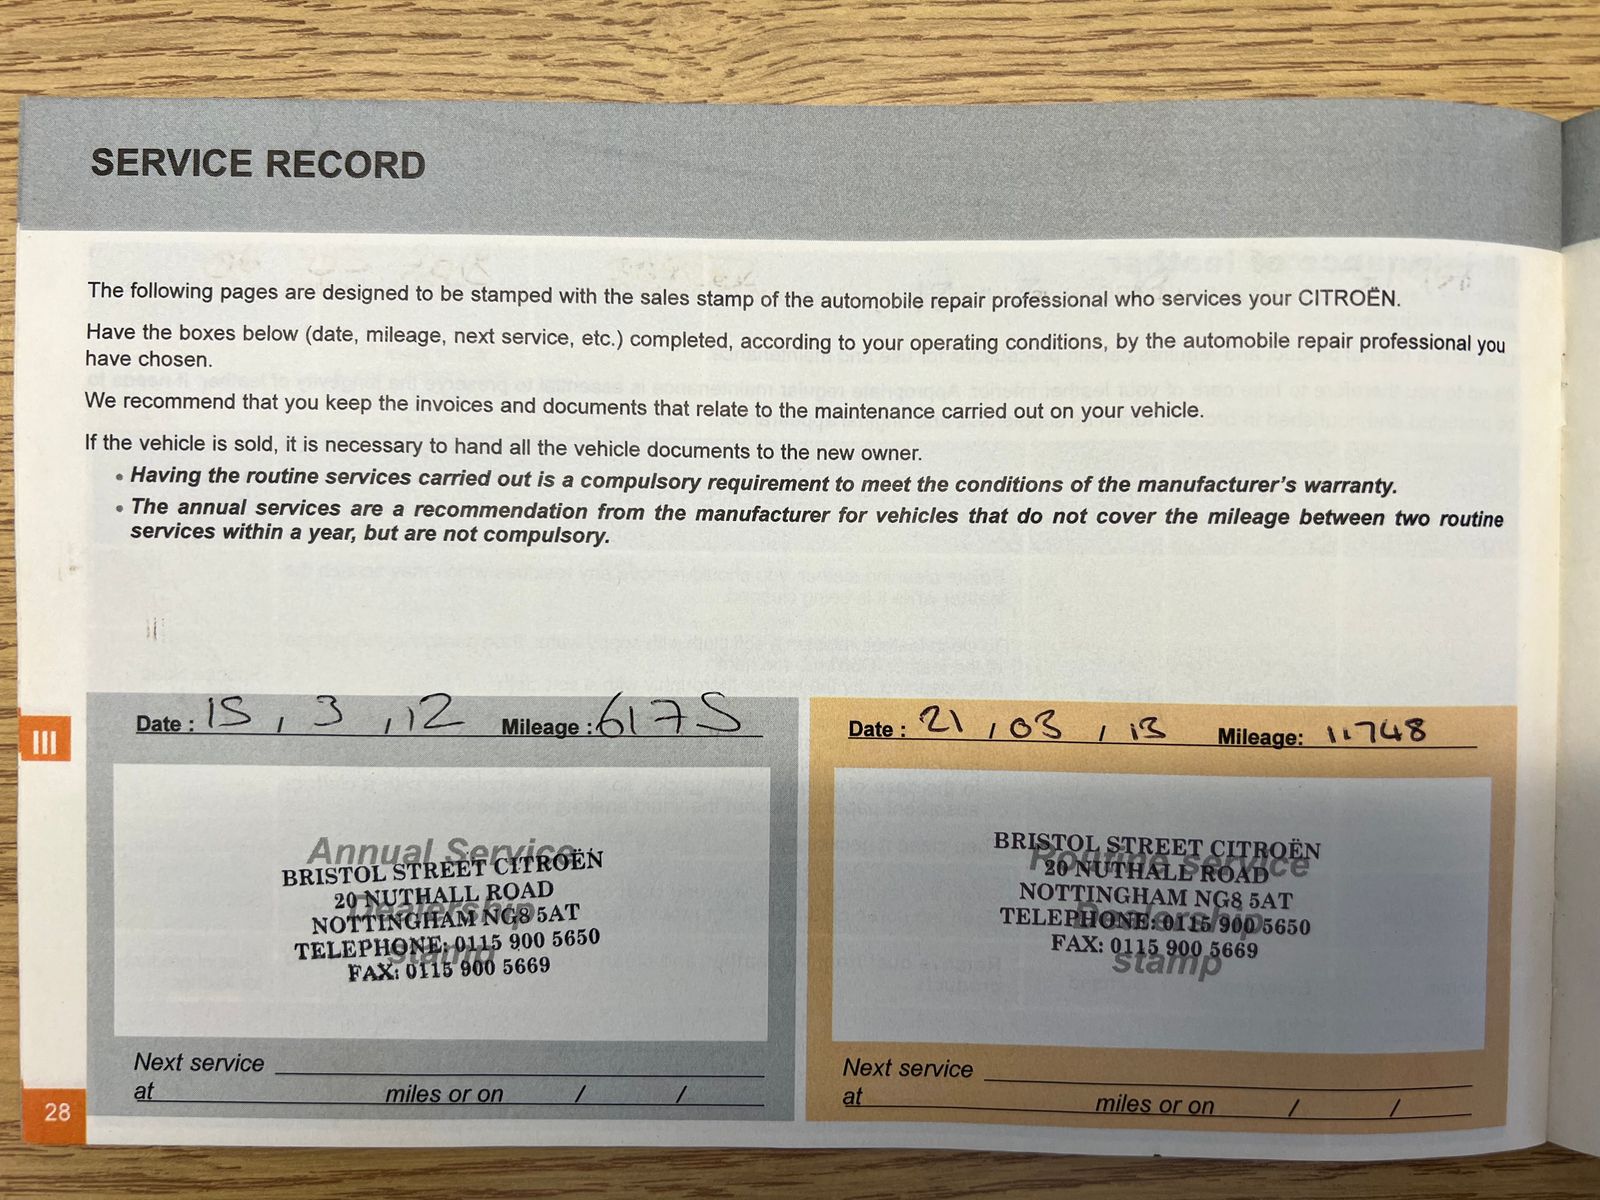 SERVICE RECORD
The following pages are designed to be stamped with the sales stamp of the automobile repair professional who services your CITROËN.
Have the boxes below (date, mileage, next service, etc.) completed, according to your operating conditions, by the automobile repair professional you
have chosen.
We recommend that you keep the invoices and documents that relate to the maintenance carried out on your vehicle.
If the vehicle is sold, it is necessary to hand all the vehicle documents to the new owner.
• Having the routine services carried out is a compulsory requirement to meet the conditions of the manufacturer's warranty.
• The annual services are a recommendation from the manufacturer for vehicles that do not cover the mileage between two routine
services within a year, but are not compulsory.
III
Date : 15 / 3 / 12 Mileage : 6175
Annual Service
Dealership
stamp
BRISTOL STREET CITROËN
20 NUTHALL ROAD
NOTTINGHAM NG8 5AT
TELEPHONE: 0115 900 5650
FAX: 0115 900 5669
Next service
at miles or on / /
Date : 21 / 03 / 13 Mileage: 11748
Routine service
Dealership
stamp
BRISTOL STREET CITROËN
20 NUTHALL ROAD
NOTTINGHAM NG8 5AT
TELEPHONE: 0115 900 5650
FAX: 0115 900 5669
Next service
at miles or on / /
28